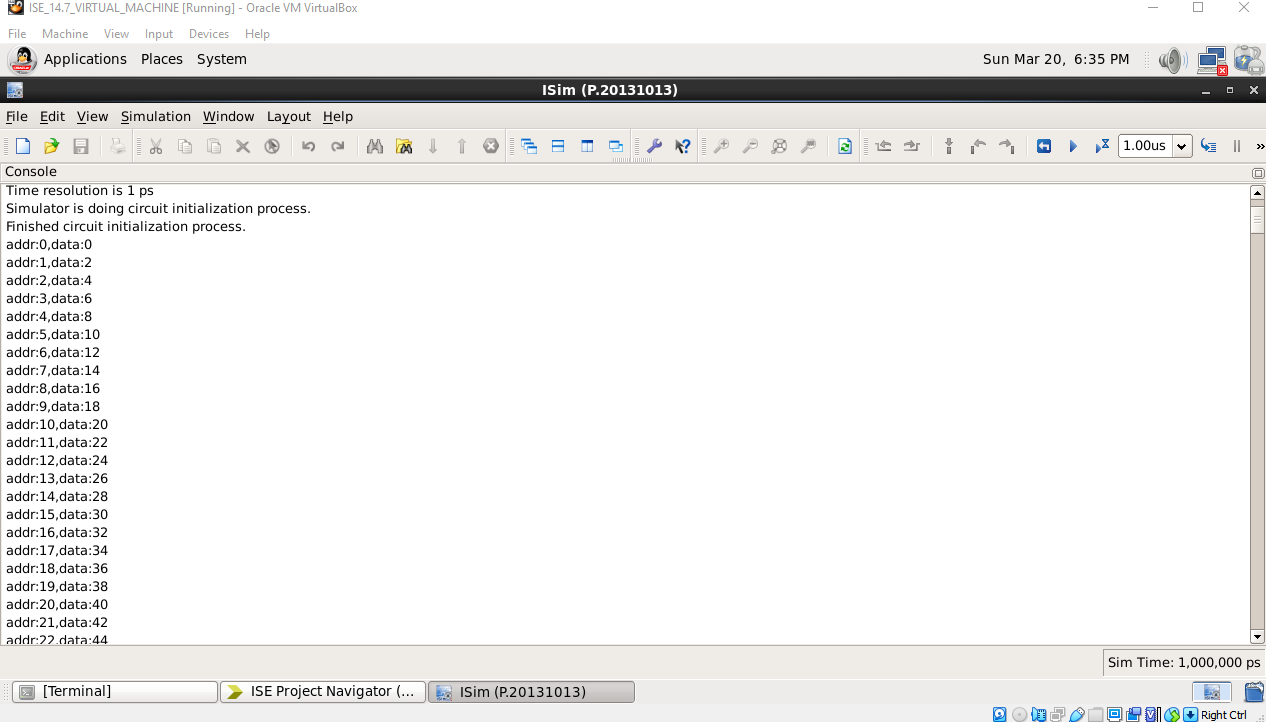 ISE_14.7_VIRTUAL_MACHINE [Running] - Oracle VM VirtualBox
File Machine View Input Devices Help
Applications Places System Sun Mar 20, 6:35 PM
ISim (P.20131013)
File Edit View Simulation Window Layout Help
1.00us »
Console
Time resolution is 1 ps
Simulator is doing circuit initialization process.
Finished circuit initialization process.
addr:0,data:0
addr:1,data:2
addr:2,data:4
addr:3,data:6
addr:4,data:8
addr:5,data:10
addr:6,data:12
addr:7,data:14
addr:8,data:16
addr:9,data:18
addr:10,data:20
addr:11,data:22
addr:12,data:24
addr:13,data:26
addr:14,data:28
addr:15,data:30
addr:16,data:32
addr:17,data:34
addr:18,data:36
addr:19,data:38
addr:20,data:40
addr:21,data:42
addr:22,data:44
Sim Time: 1,000,000 ps
[Terminal] ISE Project Navigator (... ISim (P.20131013)
Right Ctrl